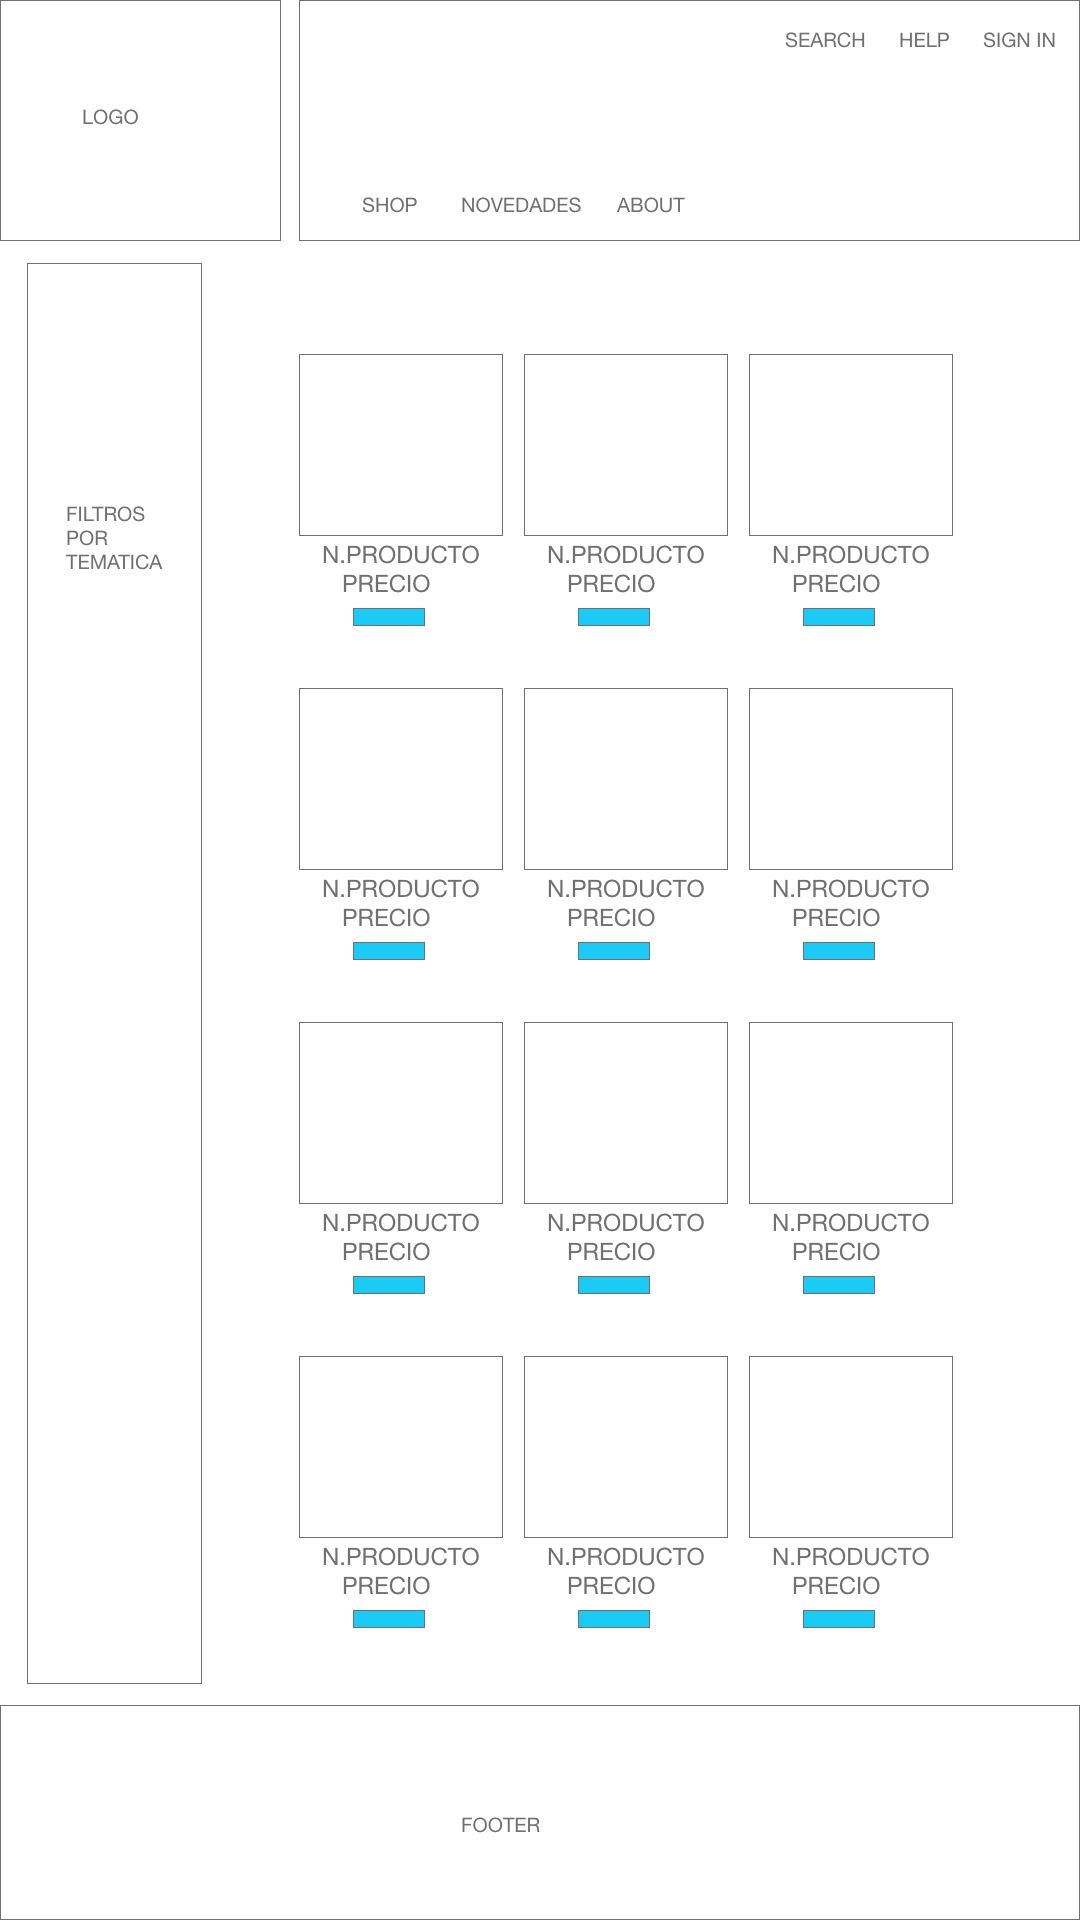 LOGO
SEARCH HELP SIGN IN
SHOP NOVEDADES ABOUT
FILTROS
POR
TEMATICA
N.PRODUCTO N.PRODUCTO N.PRODUCTO
PRECIO PRECIO PRECIO
N.PRODUCTO N.PRODUCTO N.PRODUCTO
PRECIO PRECIO PRECIO
N.PRODUCTO N.PRODUCTO N.PRODUCTO
PRECIO PRECIO PRECIO
N.PRODUCTO N.PRODUCTO N.PRODUCTO
PRECIO PRECIO PRECIO
FOOTER